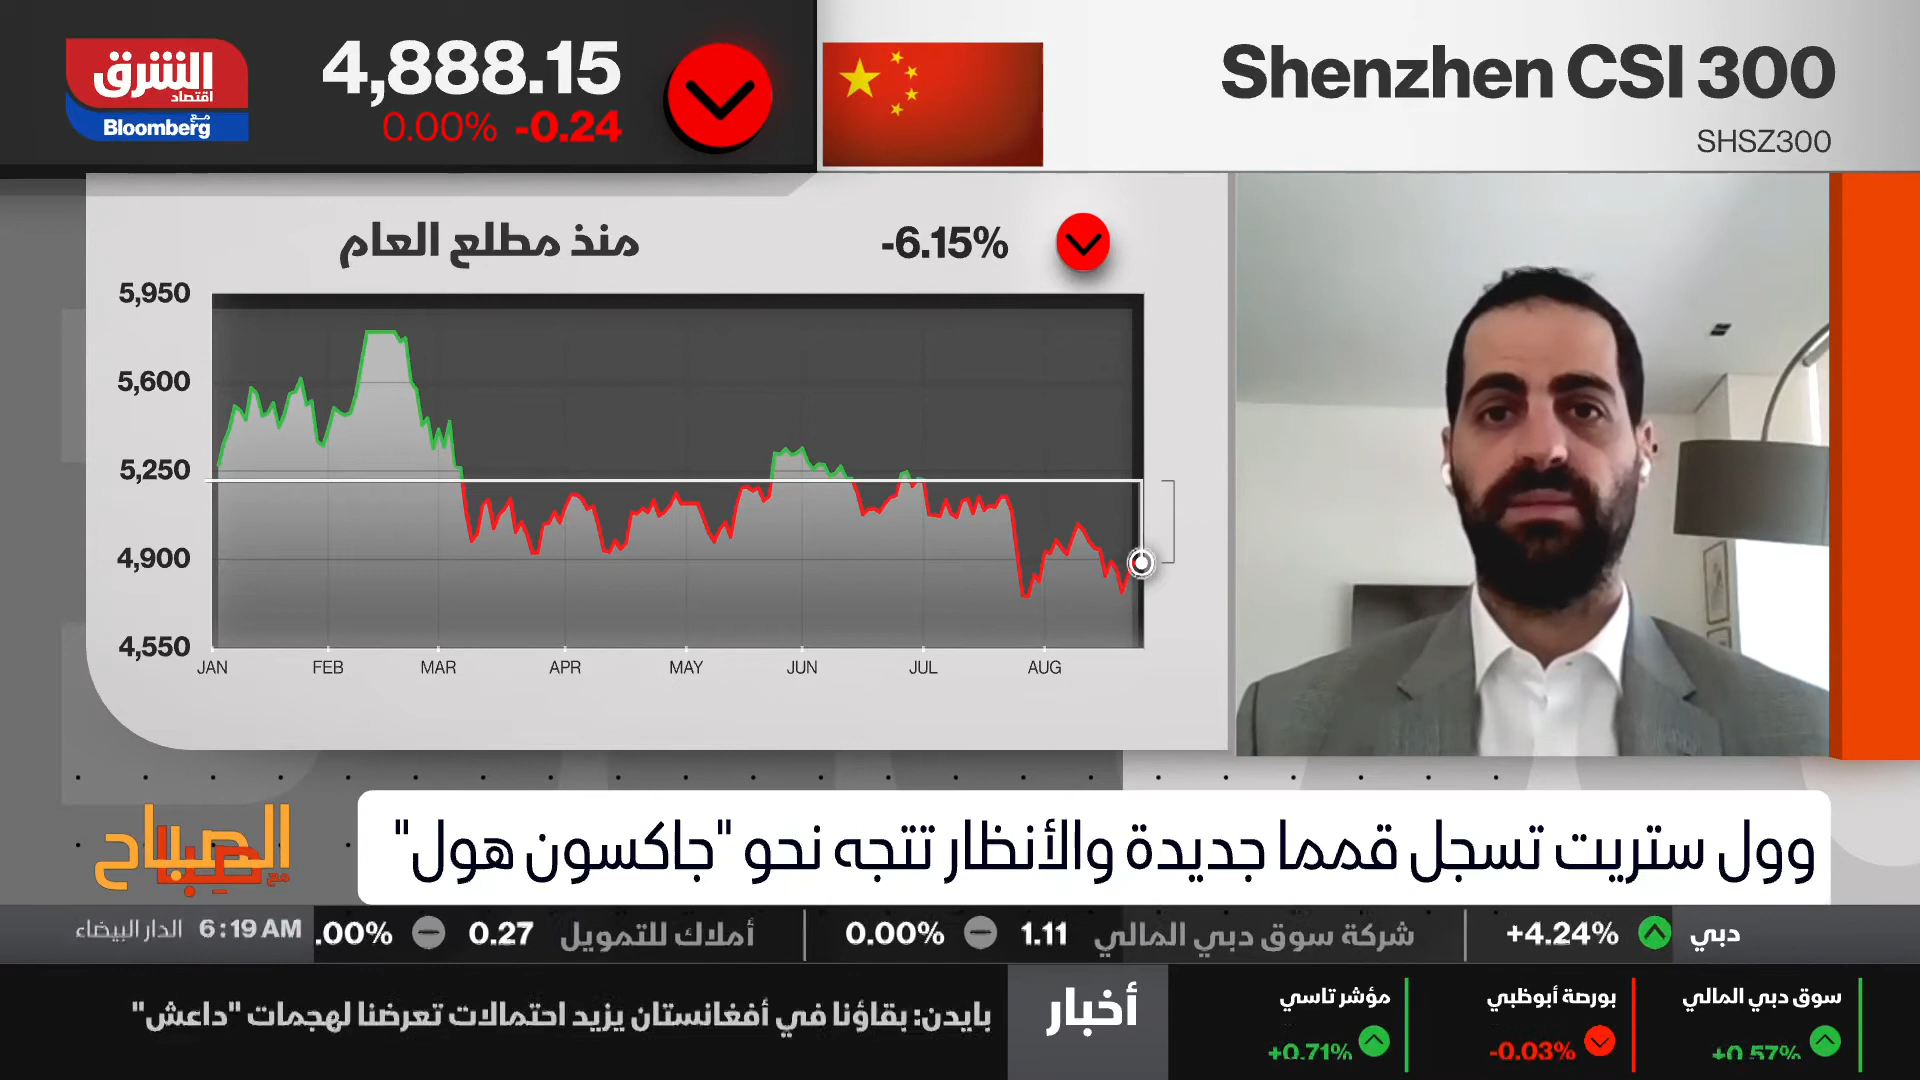 الشرق
اقتصاد
مع
Bloomberg
4,888.15
0.00% -0.24
Shenzhen CSI 300
SHSZ300
منذ مطلع العام
-6.15%
5,950
5,600
5,250
4,900
4,550
JAN FEB MAR APR MAY JUN JUL AUG
الصباح
مع صبا
وول ستريت تسجل قمما جديدة والأنظار تتجه نحو "جاكسون هول"
دبي +4.24%
شركة سوق دبي المالي 1.11 0.00%
أملاك للتمويل 0.27 .00%
6:19 AM الدار البيضاء
سوق دبي المالي +0.57%
بورصة أبوظبي -0.03%
مؤشر تاسي +0.71%
أخبار
بايدن: بقاؤنا في أفغانستان يزيد احتمالات تعرضنا لهجمات "داعش"